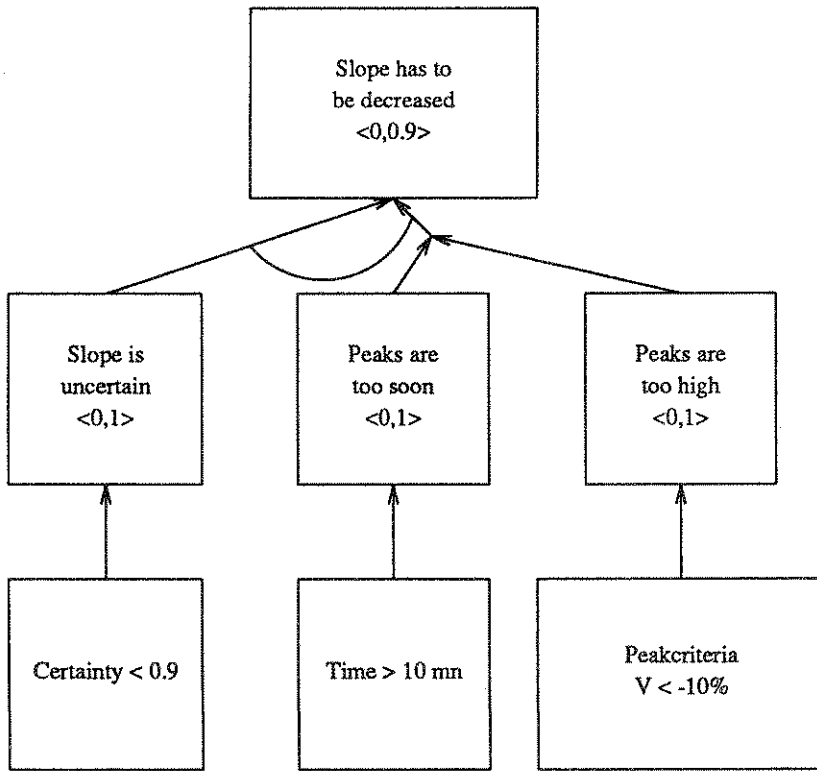 Slope has to
be decreased
<0,0.9>
Slope is
uncertain
<0,1>
Peaks are
too soon
<0,1>
Peaks are
too high
<0,1>
Certainty < 0.9
Time > 10 mn
Peakcriteria
V < -10%